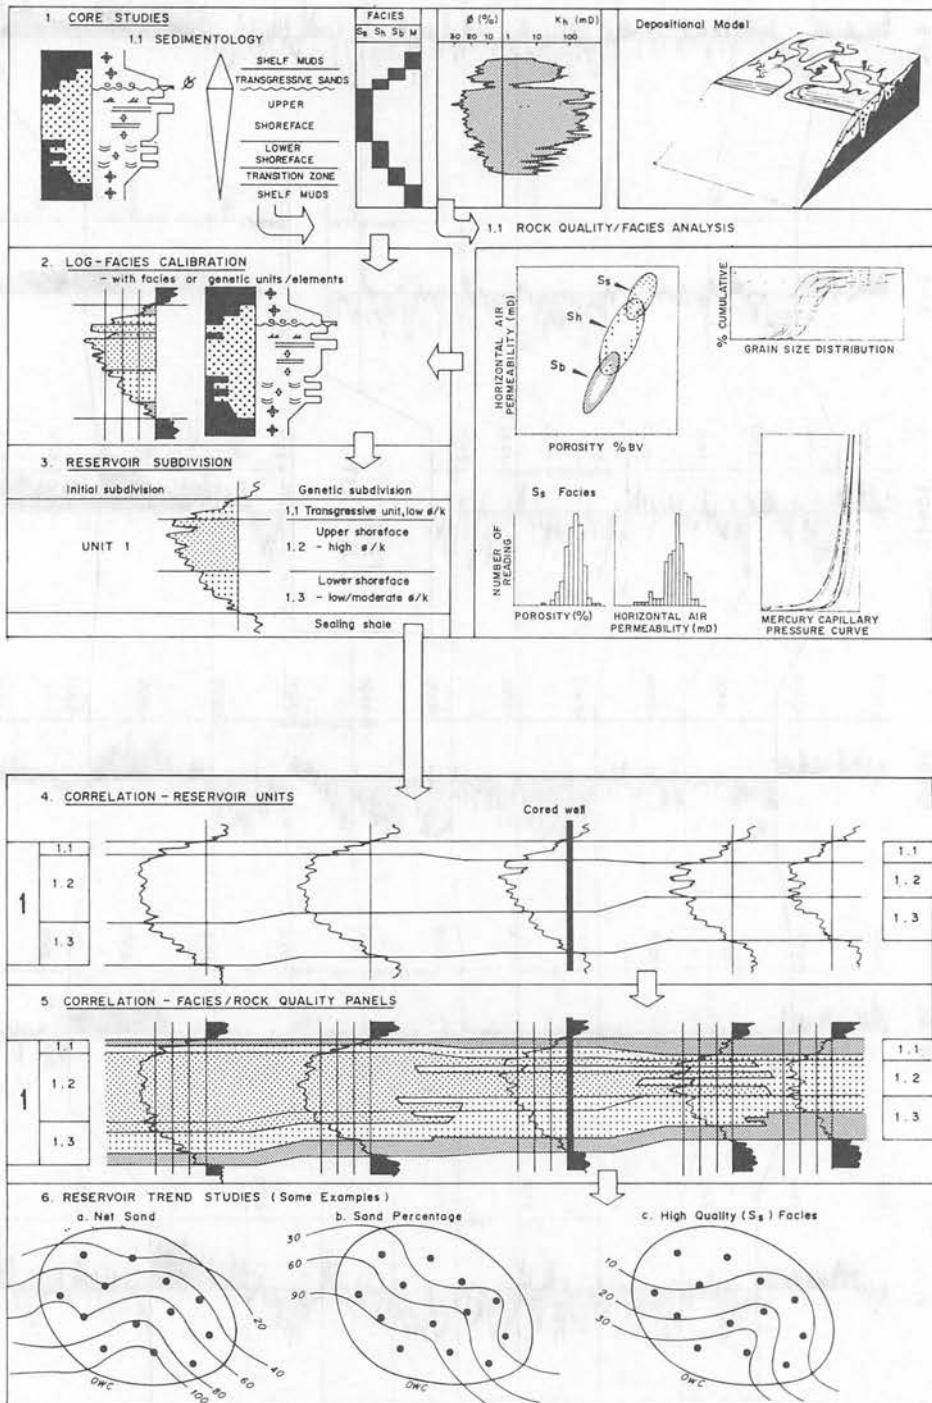 1. CORE STUDIES
1.1 SEDIMENTOLOGY
SHELF MUDS
TRANSGRESSIVE SANDS
UPPER
SHOREFACE
LOWER
SHOREFACE
TRANSITION ZONE
SHELF MUDS
FACIES
Ss Sh Sb M
ø (%)
30 20 10
Kh (mD)
1 10 100
Depositional Model
ø
1.1 ROCK QUALITY/FACIES ANALYSIS
HORIZONTAL AIR
PERMEABILITY (mD)
Ss
Sh
Sb
POROSITY % BV
% CUMULATIVE
GRAIN SIZE DISTRIBUTION
Ss Facies
NUMBER OF
READING
POROSITY (%)
HORIZONTAL AIR
PERMEABILITY (mD)
MERCURY CAPILLARY
PRESSURE CURVE
2. LOG-FACIES CALIBRATION
- with facies or genetic units/elements
3. RESERVOIR SUBDIVISION
Initial subdivision
Genetic subdivision
UNIT 1
1.1 Transgressive unit, low ø/k
Upper shoreface
1.2 - high ø/k
Lower shoreface
1.3 - low/moderate ø/k
Sealing shale
4. CORRELATION - RESERVOIR UNITS
Cored well
1
1.1
1.2
1.3
1.1
1.2
1.3
5. CORRELATION - FACIES/ROCK QUALITY PANELS
1
1.1
1.2
1.3
1.1
1.2
1.3
6. RESERVOIR TREND STUDIES (Some Examples)
a. Net Sand
20
40
60
80
100
OWC
b. Sand Percentage
30
60
90
OWC
c. High Quality (Ss) Facies
10
20
30
OWC